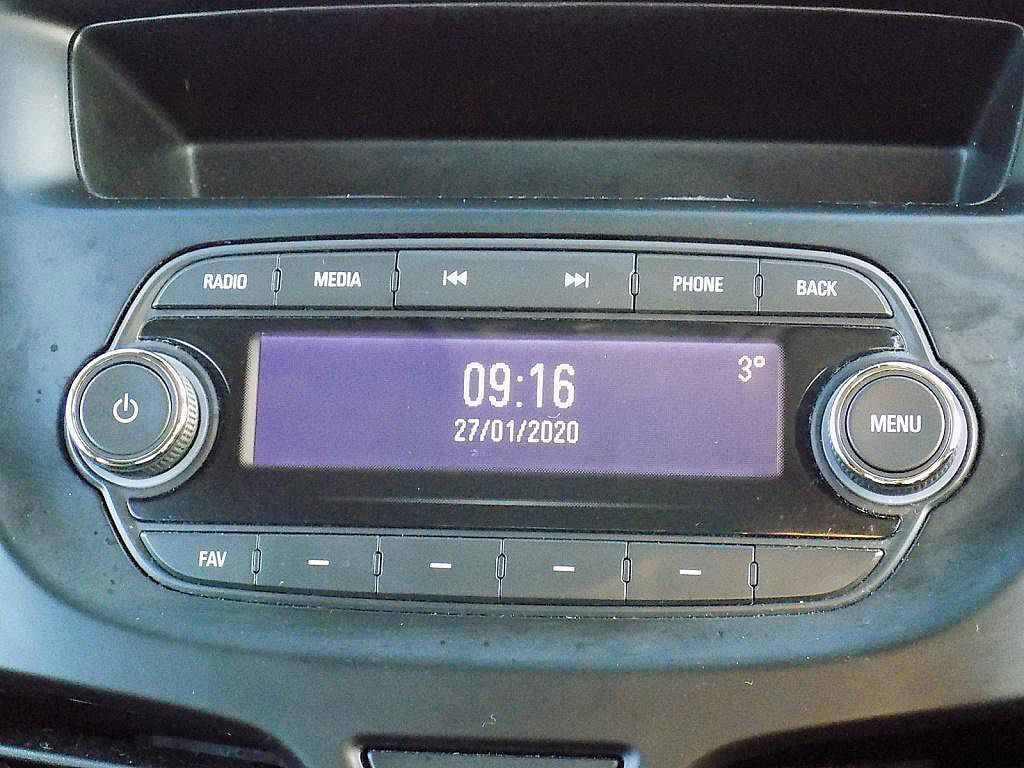 RADIO MEDIA PHONE BACK
09:16 3°
27/01/2020
MENU
FAV